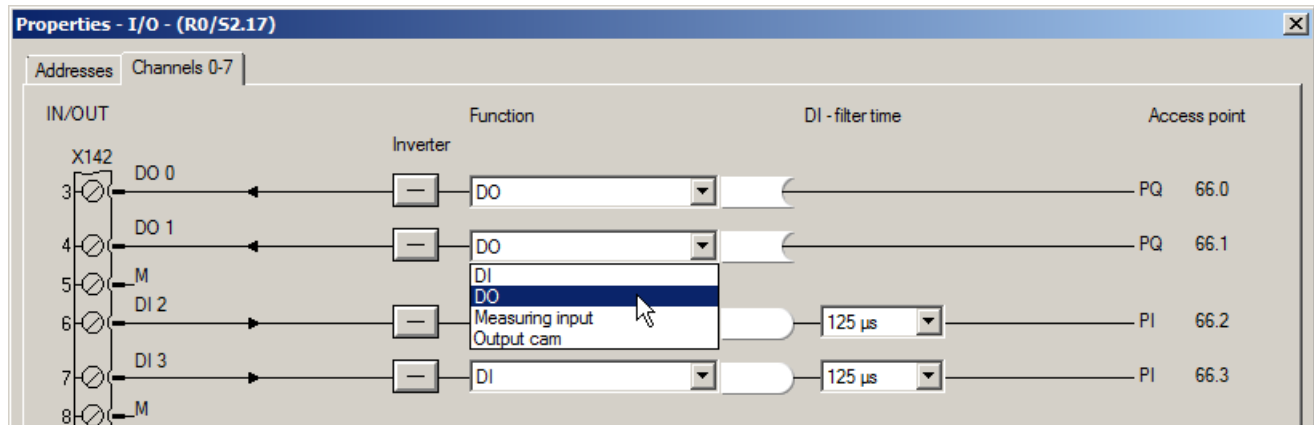 Properties - I/O - (R0/S2.17)
Addresses Channels 0-7
IN/OUT Function DI - filter time Access point
Inverter
X142
DO 0
3 DO PQ 66.0
DO 1
4 DO PQ 66.1
DI
5 M
DO
DI 2
Measuring input
6 125 µs PI 66.2
Output cam
DI 3
7 DI 125 µs PI 66.3
8 M